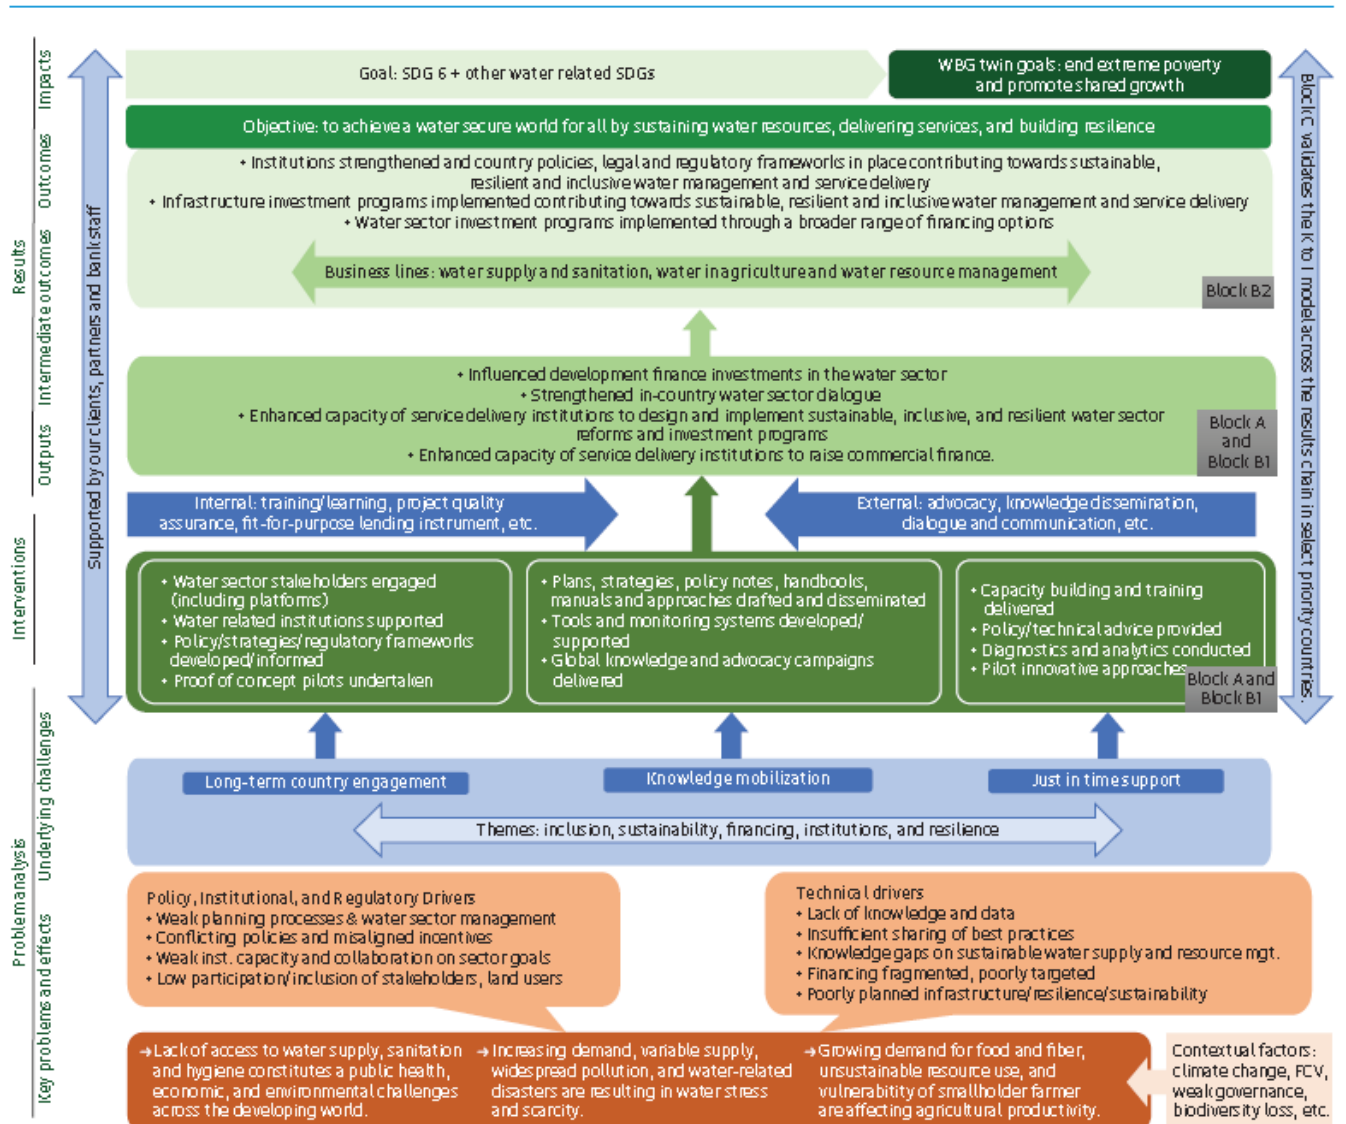 Impacts
Outcomes
Intermediate outcomes
Outputs
Results
Interventions
Underlying challenges
Key problems and effects
Problem analysis
Supported by our clients, partners and bank staff
Block C validates the K to I model across the results chain in select priority countries.
Goal: SDG 6 + other water related SDGs
WBG twin goals: end extreme poverty
and promote shared growth
Objective: to achieve a water secure world for all by sustaining water resources, delivering services, and building resilience
• Institutions strengthened and country policies, legal and regulatory frameworks in place contributing towards sustainable,
resilient and inclusive water management and service delivery
• Infrastructure investment programs implemented contributing towards sustainable, resilient and inclusive water management and service delivery
• Water sector investment programs implemented through a broader range of financing options
Business lines: water supply and sanitation, water in agriculture and water resource management
Block B2
• Influenced development finance investments in the water sector
• Strengthened in-country water sector dialogue
• Enhanced capacity of service delivery institutions to design and implement sustainable, inclusive, and resilient water sector
reforms and investment programs
• Enhanced capacity of service delivery institutions to raise commercial finance.
Block A
and
Block B1
Internal: training/learning, project quality
assurance, fit-for-purpose lending instrument, etc.
External: advocacy, knowledge dissemination,
dialogue and communication, etc.
• Water sector stakeholders engaged
(including platforms)
• Water related institutions supported
• Policy/strategies/regulatory frameworks
developed/informed
• Proof of concept pilots undertaken
• Plans, strategies, policy notes, handbooks,
manuals and approaches drafted and disseminated
• Tools and monitoring systems developed/
supported
• Global knowledge and advocacy campaigns
delivered
• Capacity building and training
delivered
• Policy/technical advice provided
• Diagnostics and analytics conducted
• Pilot innovative approaches
Block A and
Block B1
Long-term country engagement
Knowledge mobilization
Just in time support
Themes: inclusion, sustainability, financing, institutions, and resilience
Policy, Institutional, and Regulatory Drivers
• Weak planning processes & water sector management
• Conflicting policies and misaligned incentives
• Weak inst. capacity and collaboration on sector goals
• Low participation/inclusion of stakeholders, land users
Technical drivers
• Lack of knowledge and data
• Insufficient sharing of best practices
• Knowledge gaps on sustainable water supply and resource mgt.
• Financing fragmented, poorly targeted
• Poorly planned infrastructure/resilience/sustainability
→ Lack of access to water supply, sanitation
and hygiene constitutes a public health,
economic, and environmental challenges
across the developing world.
→ Increasing demand, variable supply,
widespread pollution, and water-related
disasters are resulting in water stress
and scarcity.
→ Growing demand for food and fiber,
unsustainable resource use, and
vulnerability of smallholder farmer
are affecting agricultural productivity.
Contextual factors:
climate change, FCV,
weak governance,
biodiversity loss, etc.